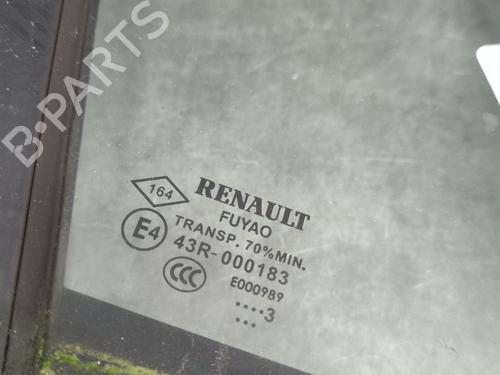 B-PARTS
164
RENAULT
FUYAO
TRANSP. 70%MIN.
E4
43R-000183
CCC
E000989
....3
...